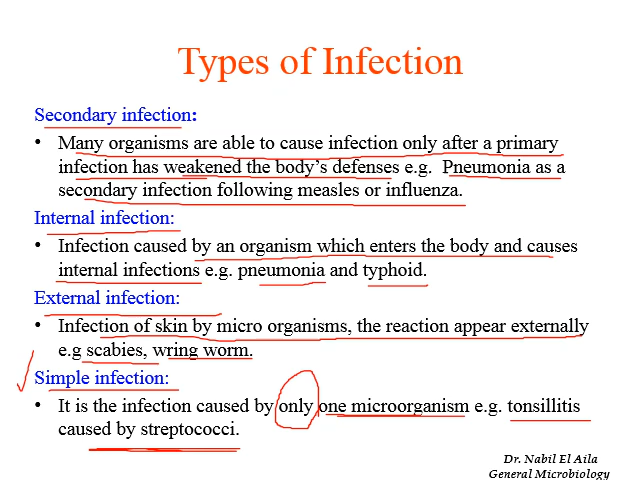 Types of Infection
Secondary infection:
• Many organisms are able to cause infection only after a primary
infection has weakened the body's defenses e.g. Pneumonia as a
secondary infection following measles or influenza.
Internal infection:
• Infection caused by an organism which enters the body and causes
internal infections e.g. pneumonia and typhoid.
External infection:
• Infection of skin by micro organisms, the reaction appear externally
e.g scabies, wring worm.
Simple infection:
• It is the infection caused by only one microorganism e.g. tonsillitis
caused by streptococci.
Dr. Nabil El Aila
General Microbiology